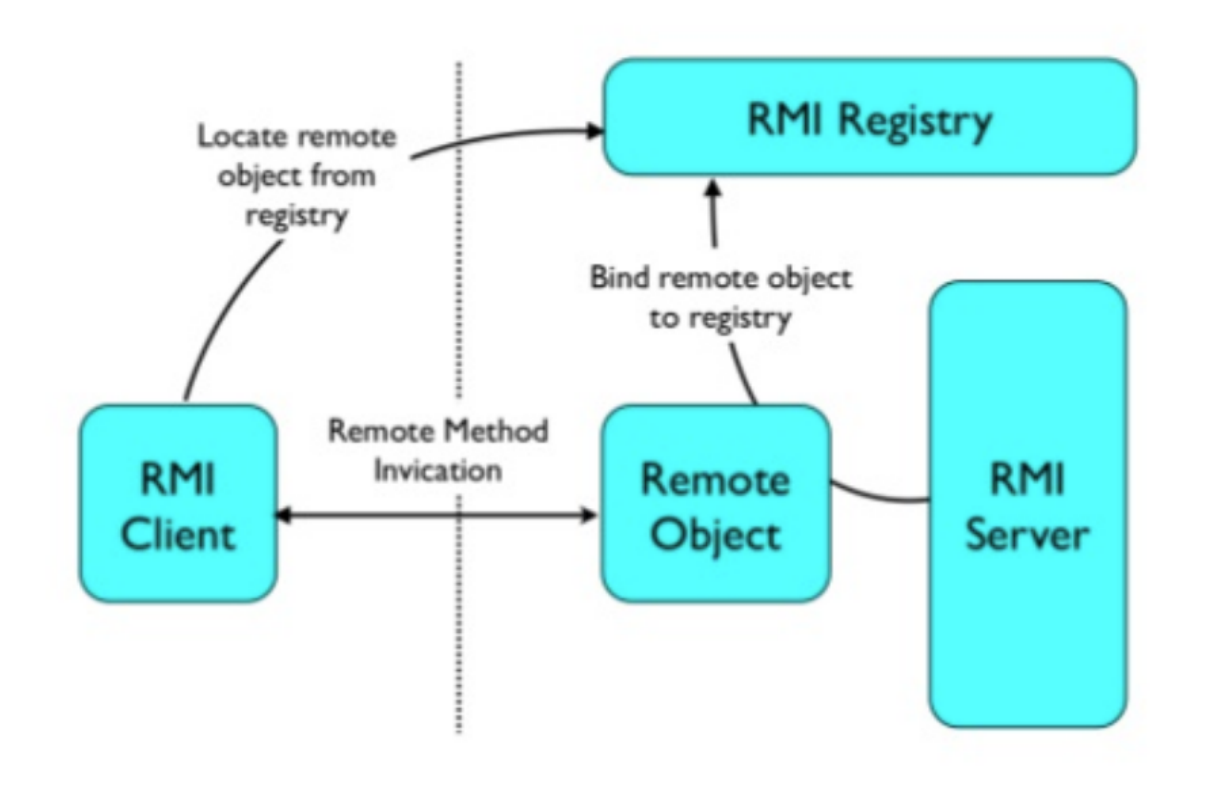 RMI Registry
Locate remote
object from
registry
Bind remote object
to registry
Remote Method
Invication
RMI
Client
Remote
Object
RMI
Server